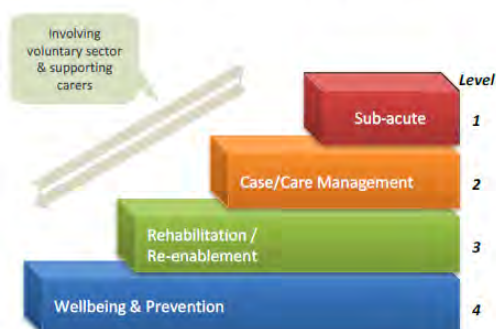 Involving
voluntary sector
& supporting
carers
Level
Sub-acute
1
Case/Care Management
2
Rehabilitation /
Re-enablement
3
Wellbeing & Prevention
4